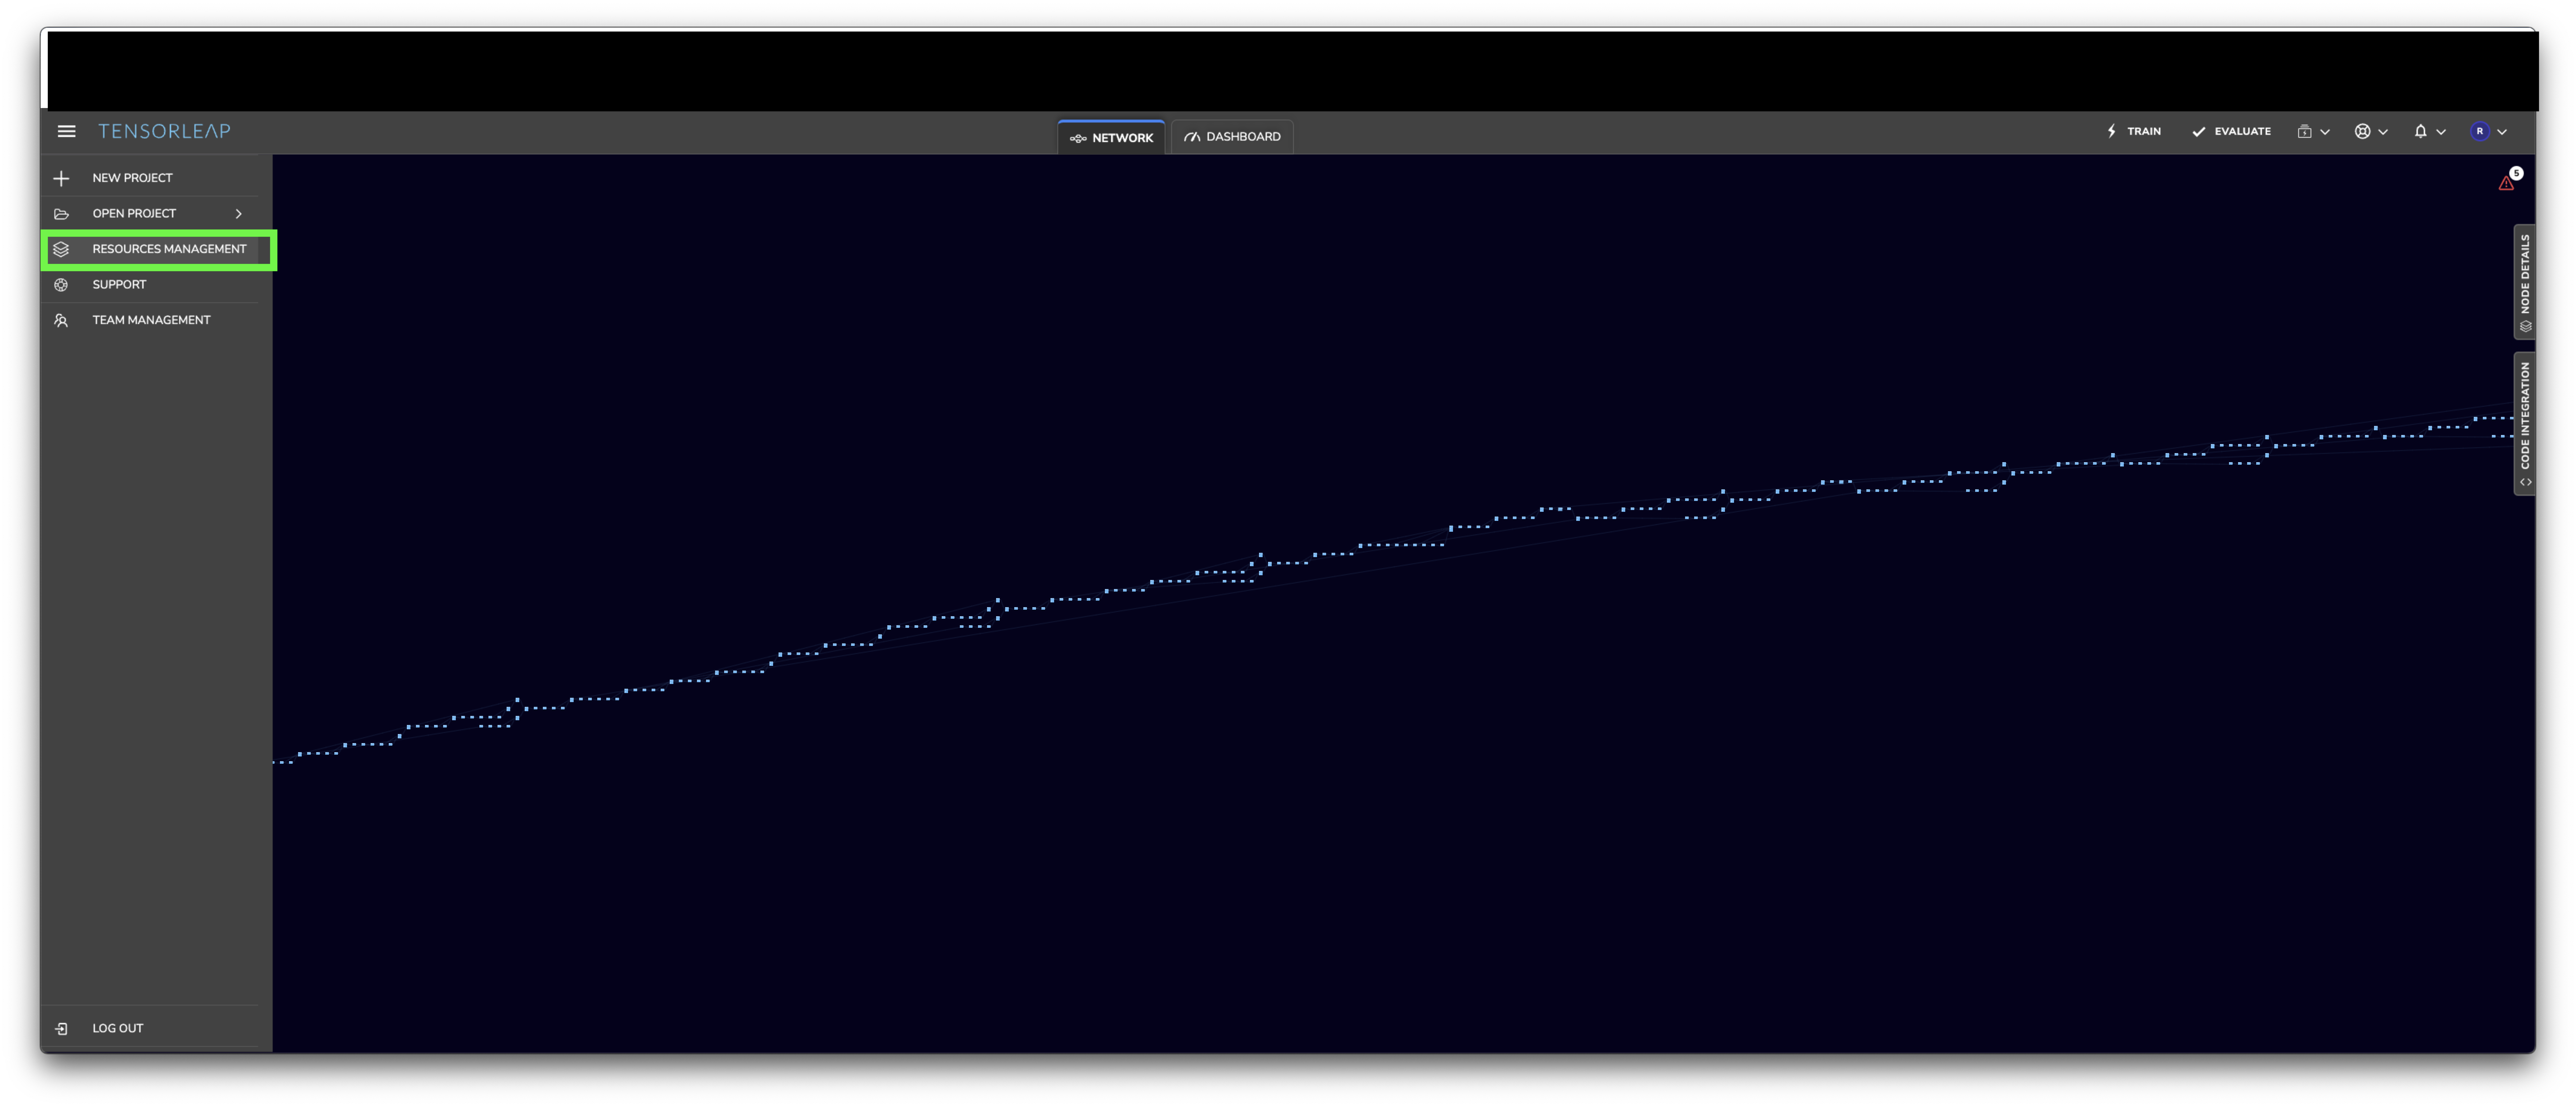 TENSORLEAP
NETWORK
DASHBOARD
TRAIN
EVALUATE
R
NEW PROJECT
OPEN PROJECT
RESOURCES MANAGEMENT
SUPPORT
TEAM MANAGEMENT
5
NODE DETAILS
CODE INTEGRATION
LOG OUT